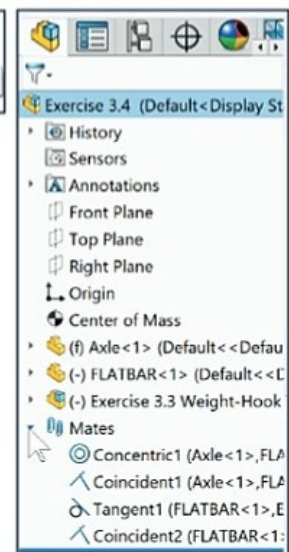 Exercise 3.4 (Default<Display St
History
Sensors
Annotations
Front Plane
Top Plane
Right Plane
Origin
Center of Mass
(f) Axle<1> (Default<<Defau
(-) FLATBAR<1> (Default<<D
(-) Exercise 3.3 Weight-Hook
Mates
Concentric1 (Axle<1>,FLA
Coincident1 (Axle<1>,FLA
Tangent1 (FLATBAR<1>,E
Coincident2 (FLATBAR<1>